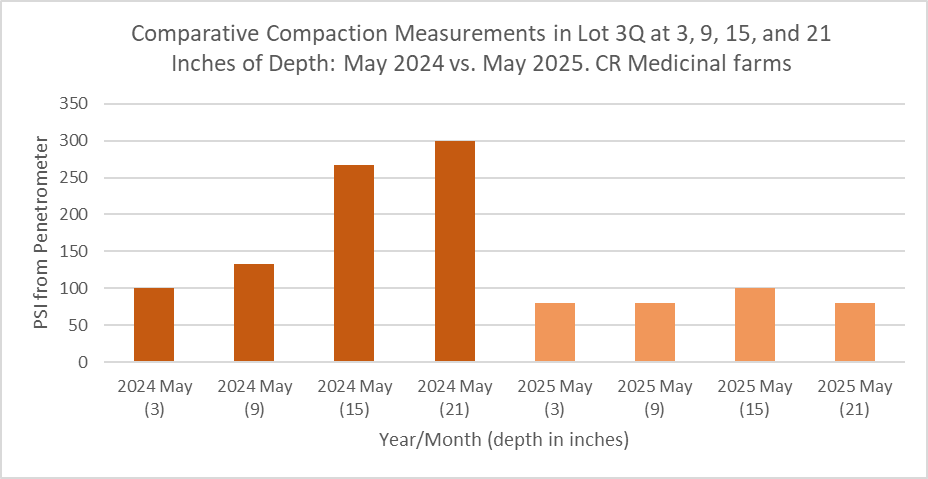 Comparative Compaction Measurements in Lot 3Q at 3, 9, 15, and 21
Inches of Depth: May 2024 vs. May 2025. CR Medicinal farms
PSI from Penetrometer
350
300
250
200
150
100
50
0
2024 May (3)
2024 May (9)
2024 May (15)
2024 May (21)
2025 May (3)
2025 May (9)
2025 May (15)
2025 May (21)
Year/Month (depth in inches)